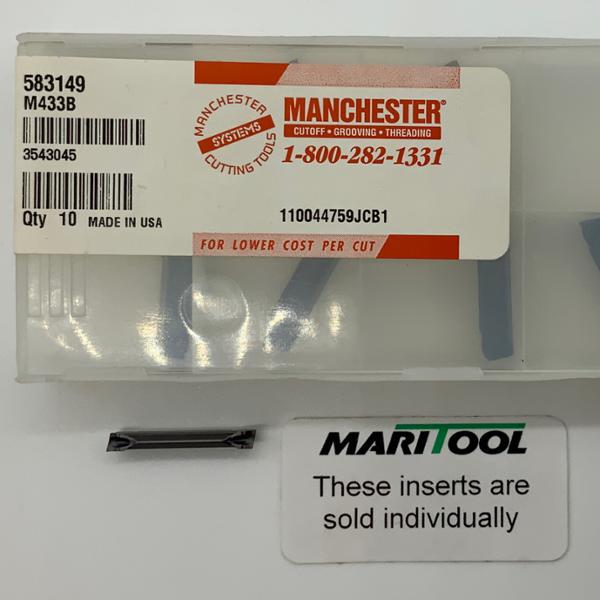 583149
M433B
3543045
Qty 10 MADE IN USA
MANCHESTER
SYSTEMS
CUTTING TOOLS
MANCHESTER®
CUTOFF • GROOVING • THREADING
1-800-282-1331
110044759JCB1
FOR LOWER COST PER CUT
MARITOOL
These inserts are
sold individually